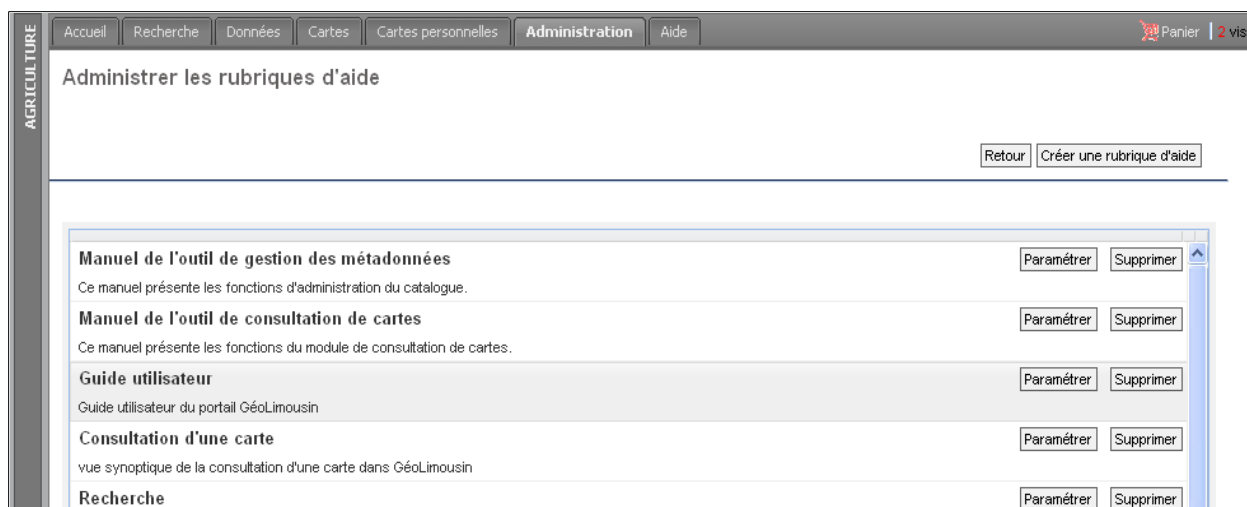 AGRICULTURE
Accueil Recherche Données Cartes Cartes personnelles Administration Aide Panier 2 vis
Administrer les rubriques d'aide
Retour Créer une rubrique d'aide
Manuel de l'outil de gestion des métadonnées Paramétrer Supprimer
Ce manuel présente les fonctions d'administration du catalogue.
Manuel de l'outil de consultation de cartes Paramétrer Supprimer
Ce manuel présente les fonctions du module de consultation de cartes.
Guide utilisateur Paramétrer Supprimer
Guide utilisateur du portail GéoLimousin
Consultation d'une carte Paramétrer Supprimer
vue synoptique de la consultation d'une carte dans GéoLimousin
Recherche Paramétrer Supprimer